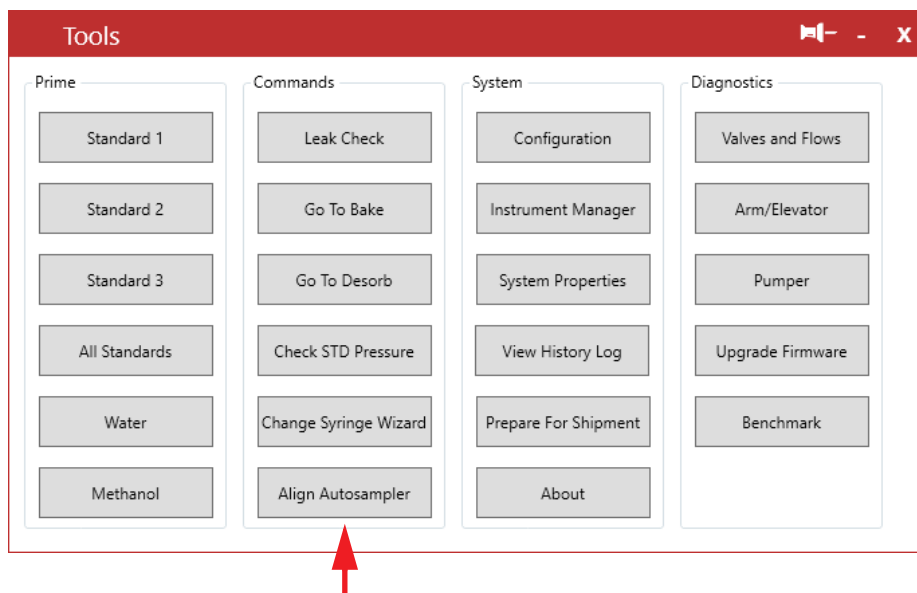 Tools
- X
Prime
Standard 1
Standard 2
Standard 3
All Standards
Water
Methanol
Commands
Leak Check
Go To Bake
Go To Desorb
Check STD Pressure
Change Syringe Wizard
Align Autosampler
System
Configuration
Instrument Manager
System Properties
View History Log
Prepare For Shipment
About
Diagnostics
Valves and Flows
Arm/Elevator
Pumper
Upgrade Firmware
Benchmark